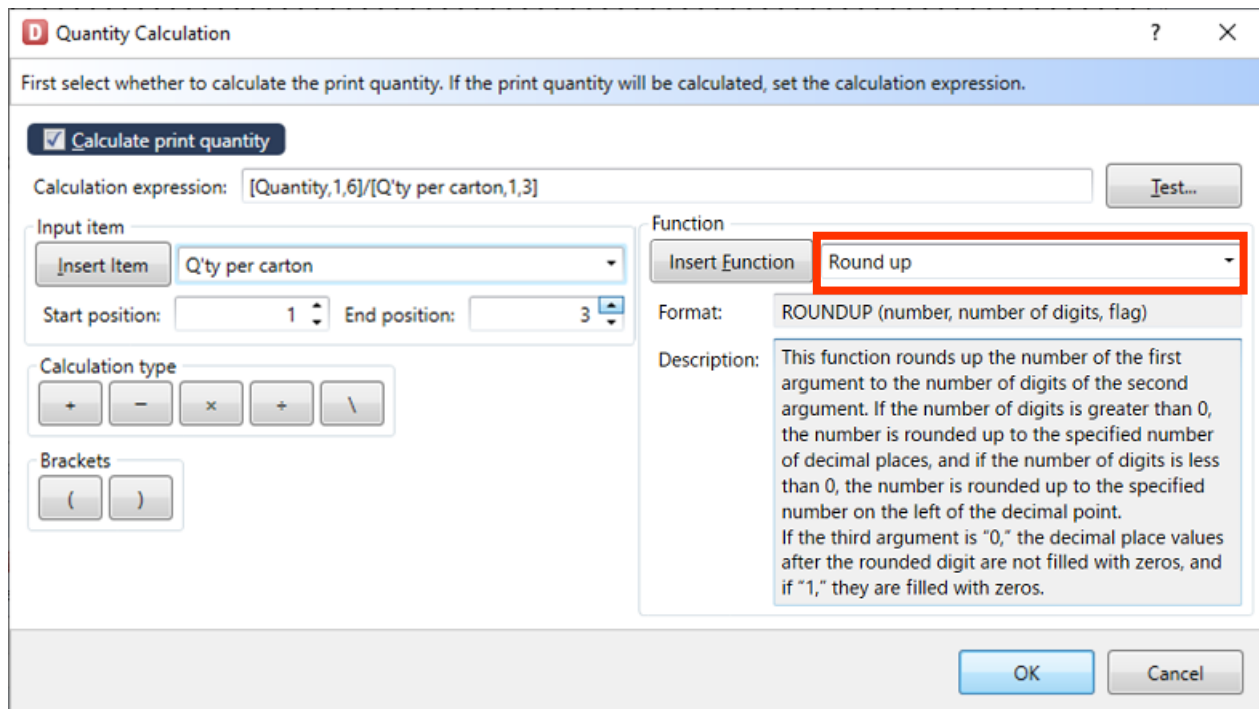 D Quantity Calculation ? ×
First select whether to calculate the print quantity. If the print quantity will be calculated, set the calculation expression.
Calculate print quantity
Calculation expression: [Quantity,1,6]/[Q'ty per carton,1,3] Test...
Input item
Insert Item Q'ty per carton
Start position: 1 End position: 3
Calculation type
+ − × ÷ \
Brackets
( )
Function
Insert Function Round up
Format: ROUNDUP (number, number of digits, flag)
Description: This function rounds up the number of the first
argument to the number of digits of the second
argument. If the number of digits is greater than 0,
the number is rounded up to the specified number
of decimal places, and if the number of digits is less
than 0, the number is rounded up to the specified
number on the left of the decimal point.
If the third argument is “0,” the decimal place values
after the rounded digit are not filled with zeros, and
if “1,” they are filled with zeros.
OK Cancel